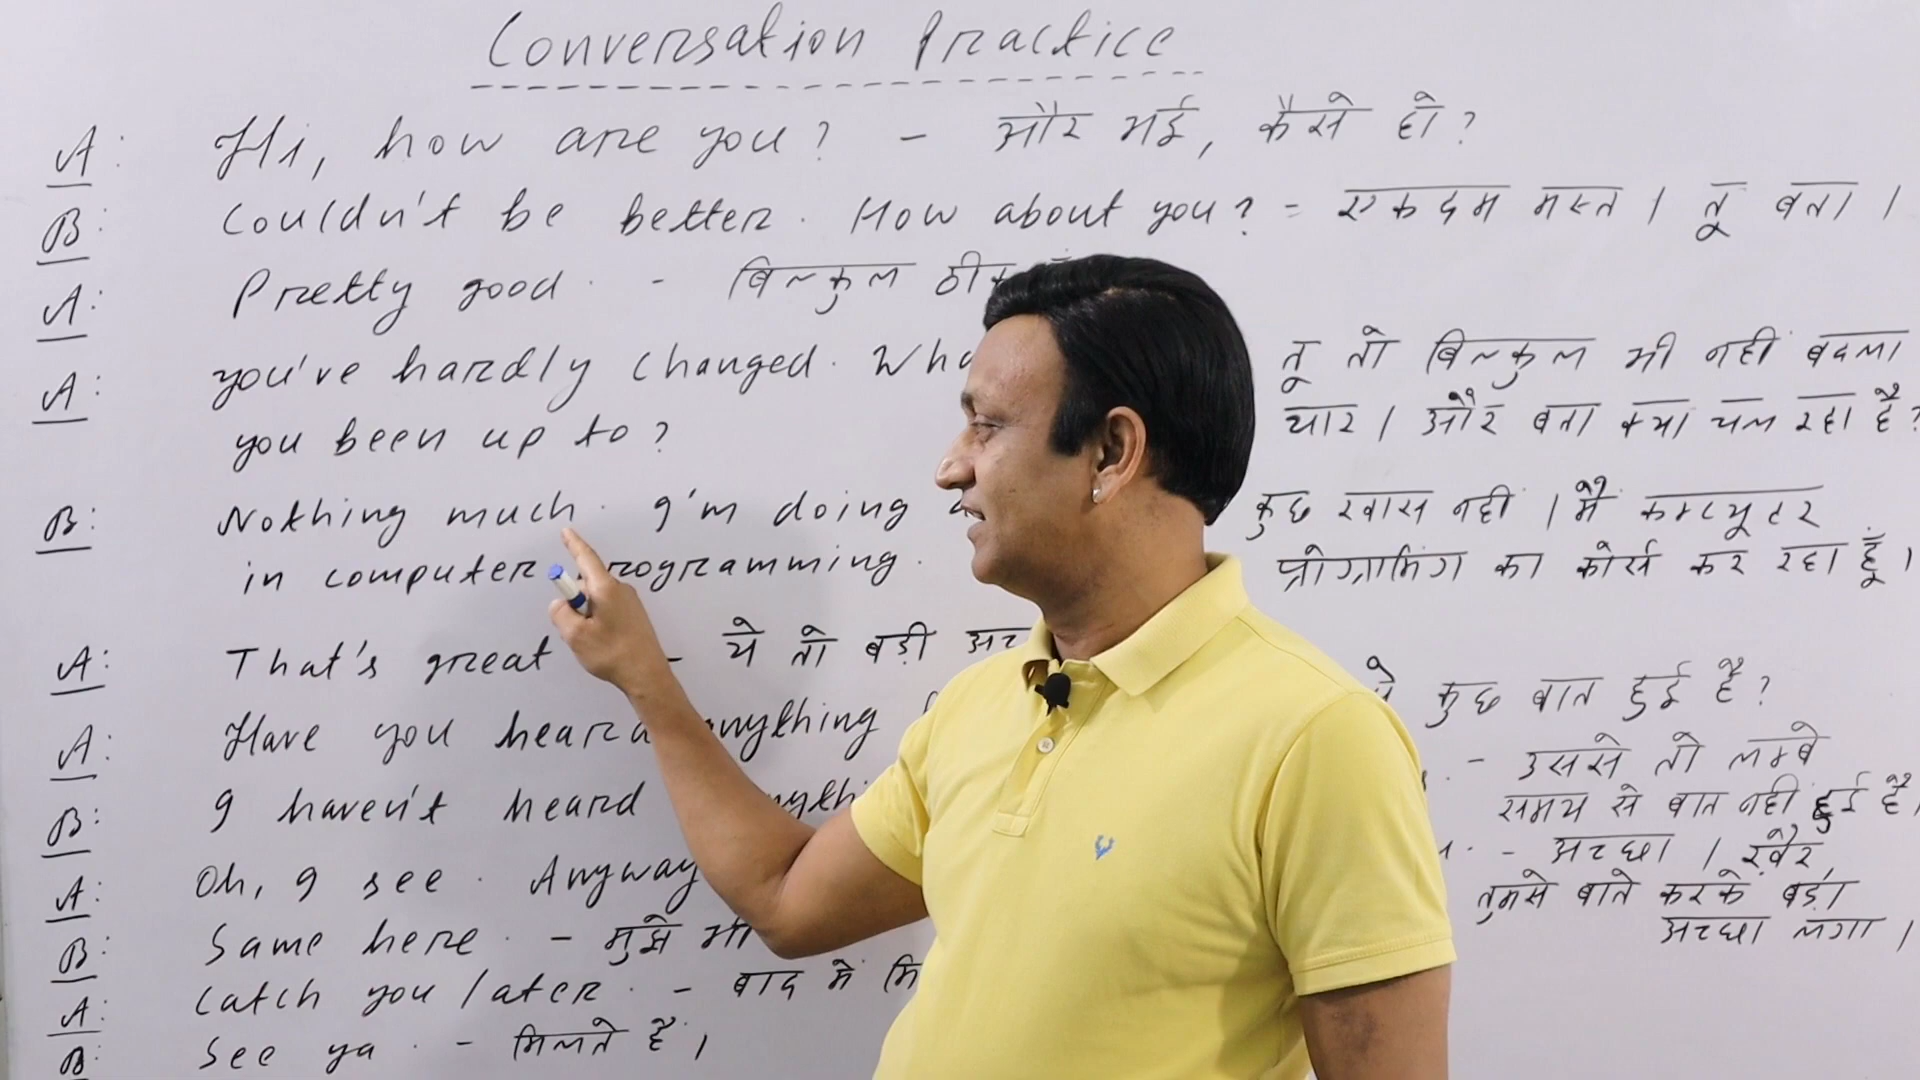 Conversation Practice
A: Hi, how are you? - और भई, कैसे हो?
B: Couldn't be better. How about you? = एकदम मस्त । तू बता ।
A: Pretty good. - बिल्कुल
A: you've hardly changed. तू तो बिल्कुल भी नहीं बदला
you been up to? यार । और बता क्या चल रहा है?
B: Nothing much. I'm doing कुछ खास नहीं । मैं कम्प्यूटर
in computer programming. प्रोग्रामिंग का कोर्स कर रहा हूँ ।
A: That's great - ये तो बड़ी
A: Have you heard anything कुछ बात हुई है?
B: I haven't heard - उससे तो लम्बे
समय से बात नहीं हुई है ।
A: Oh, I see. Anyway - अच्छा । खैर,
तुमसे बाते करके बड़ा
अच्छा लगा ।
B: Same here. - मुझे
A: Catch you later. - बाद में
B: See ya. - मिलते हैं ।